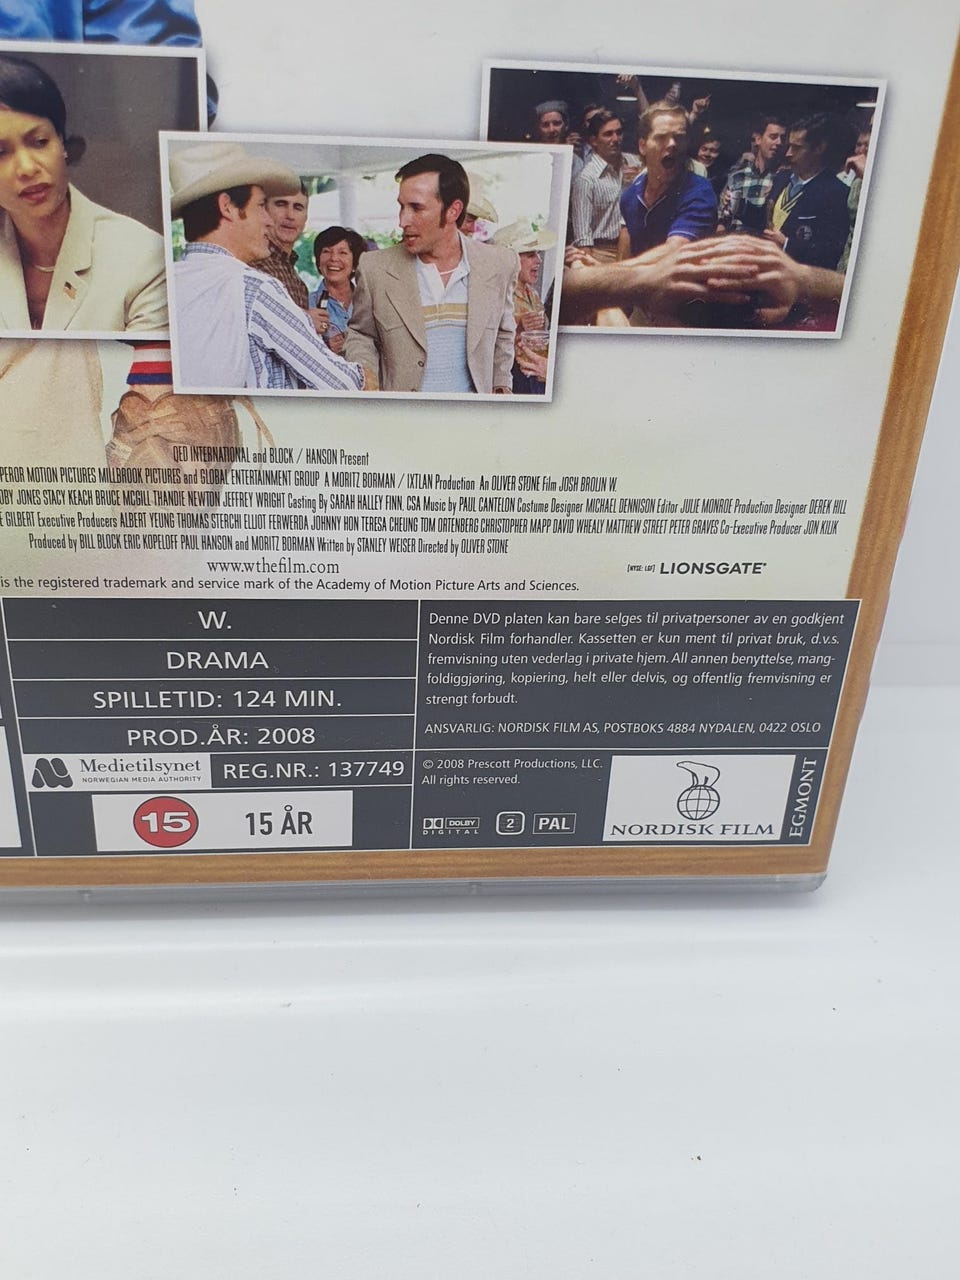 QED INTERNATIONAL and BLOCK / HANSON Present
PEROR MOTION PICTURES MILLBROOK PICTURES and GLOBAL ENTERTAINMENT GROUP A MORITZ BORMAN / IXTLAN Production An OLIVER STONE Film JOSH BROLIN W.
OBY JONES STACY KEACH BRUCE MCGILL THANDIE NEWTON JEFFREY WRIGHT Casting By SARAH HALLEY FINN, CSA Music by PAUL CANTELON Costume Designer MICHAEL DENNISON Editor JULIE MONROE Production Designer DEREK HILL
E GILBERT Executive Producers ALBERT YEUNG THOMAS STERCHI ELLIOT FERWERDA JOHNNY HON TERESA CHEUNG TOM ORTENBERG CHRISTOPHER MAPP DAVID WHEALY MATTHEW STREET PETER GRAVES Co-Executive Producer JON KILIK
Produced by BILL BLOCK ERIC KOPELOFF PAUL HANSON and MORITZ BORMAN Written by STANLEY WEISER Directed by OLIVER STONE
www.wthefilm.com
[NYSE: LGF] LIONSGATE
is the registered trademark and service mark of the Academy of Motion Picture Arts and Sciences.
W.
DRAMA
SPILLETID: 124 MIN.
PROD.ÅR: 2008
Medietilsynet
NORWEGIAN MEDIA AUTHORITY
REG.NR.: 137749
15 15 ÅR
Denne DVD platen kan bare selges til privatpersoner av en godkjent
Nordisk Film forhandler. Kassetten er kun ment til privat bruk, d.v.s.
fremvisning uten vederlag i private hjem. All annen benyttelse, mang-
foldiggjøring, kopiering, helt eller delvis, og offentlig fremvisning er
strengt forbudt.
ANSVARLIG: NORDISK FILM AS, POSTBOKS 4884 NYDALEN, 0422 OSLO
© 2008 Prescott Productions, LLC.
All rights reserved.
DOLBY
DIGITAL
2
PAL
NORDISK FILM
EGMONT